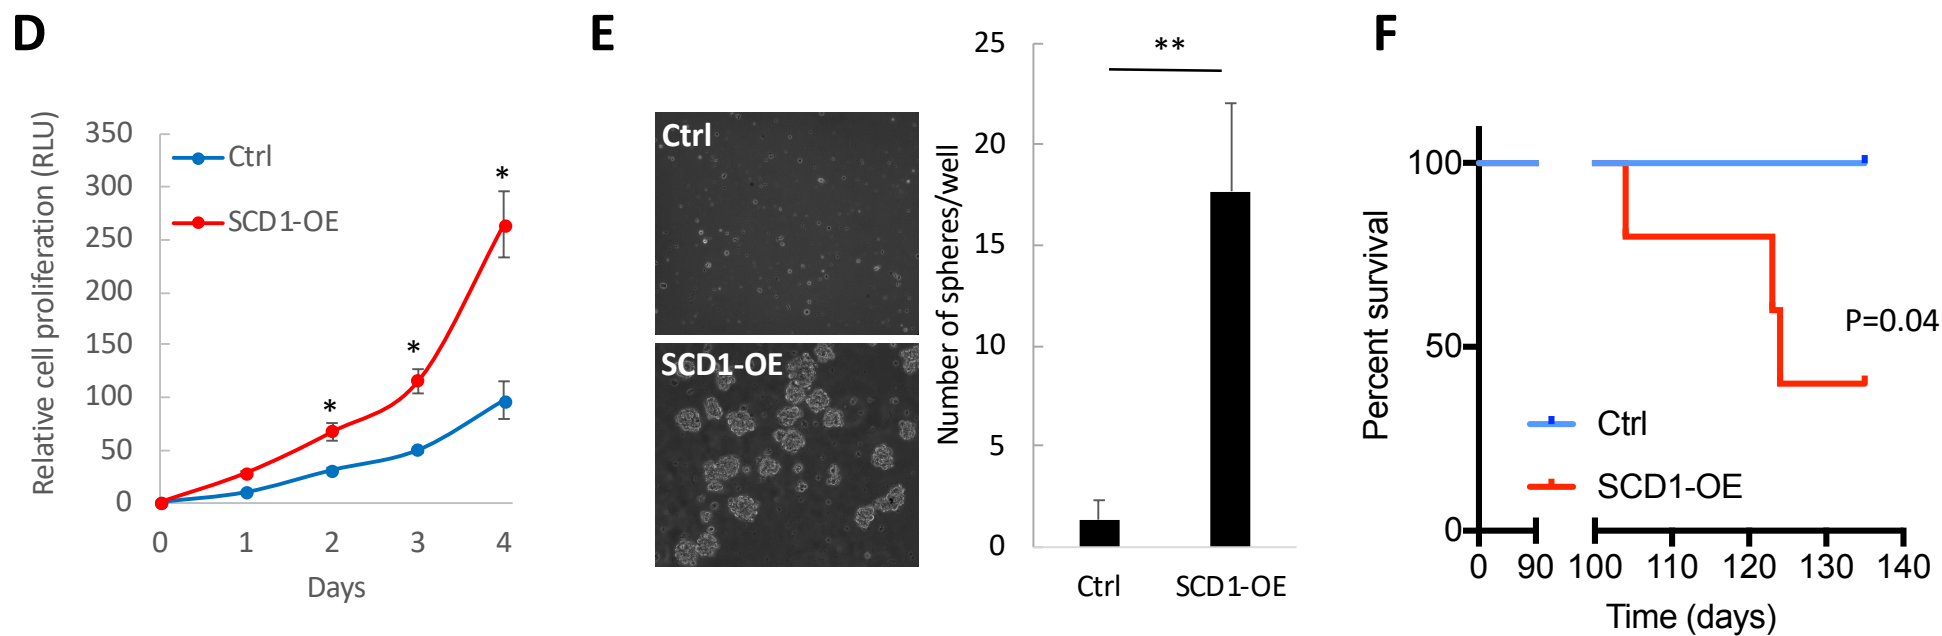 D
Relative cell proliferation (RLU)
350
300
250
200
150
100
50
0
Ctrl
SCD1-OE
*
*
*
0 1 2 3 4
Days
E
Ctrl
SCD1-OE
Number of spheres/well
25
20
15
10
5
0
**
Ctrl SCD1-OE
F
Percent survival
100
50
0
P=0.04
Ctrl
SCD1-OE
0 90 100 110 120 130 140
Time (days)